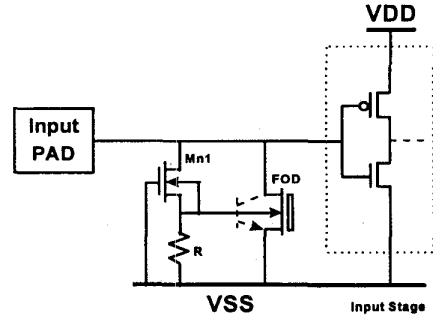 VDD
Input
PAD
Mn1
FOD
R
VSS
Input Stage